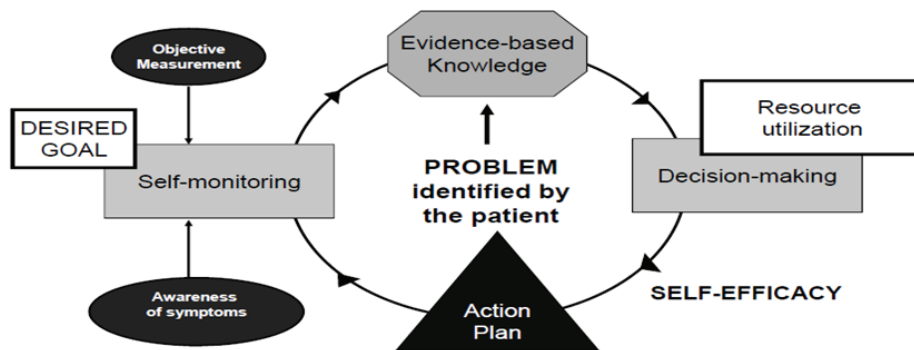 Objective
Measurement
Evidence-based
Knowledge
DESIRED
GOAL
Resource
utilization
Self-monitoring
PROBLEM
identified by
the patient
Decision-making
Awareness
of symptoms
Action
Plan
SELF-EFFICACY